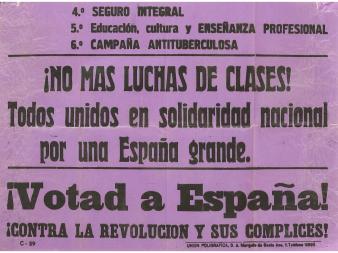 4.º SEGURO INTEGRAL
5.º Educación, cultura y ENSEÑANZA PROFESIONAL
6.º CAMPAÑA ANTITUBERCULOSA
¡NO MAS LUCHAS DE CLASES!
Todos unidos en solidaridad nacional
por una España grande.
¡Votad a España!
¡CONTRA LA REVOLUCION Y SUS COMPLICES!
C - 29
UNION POLIGRAFICA, S. A.